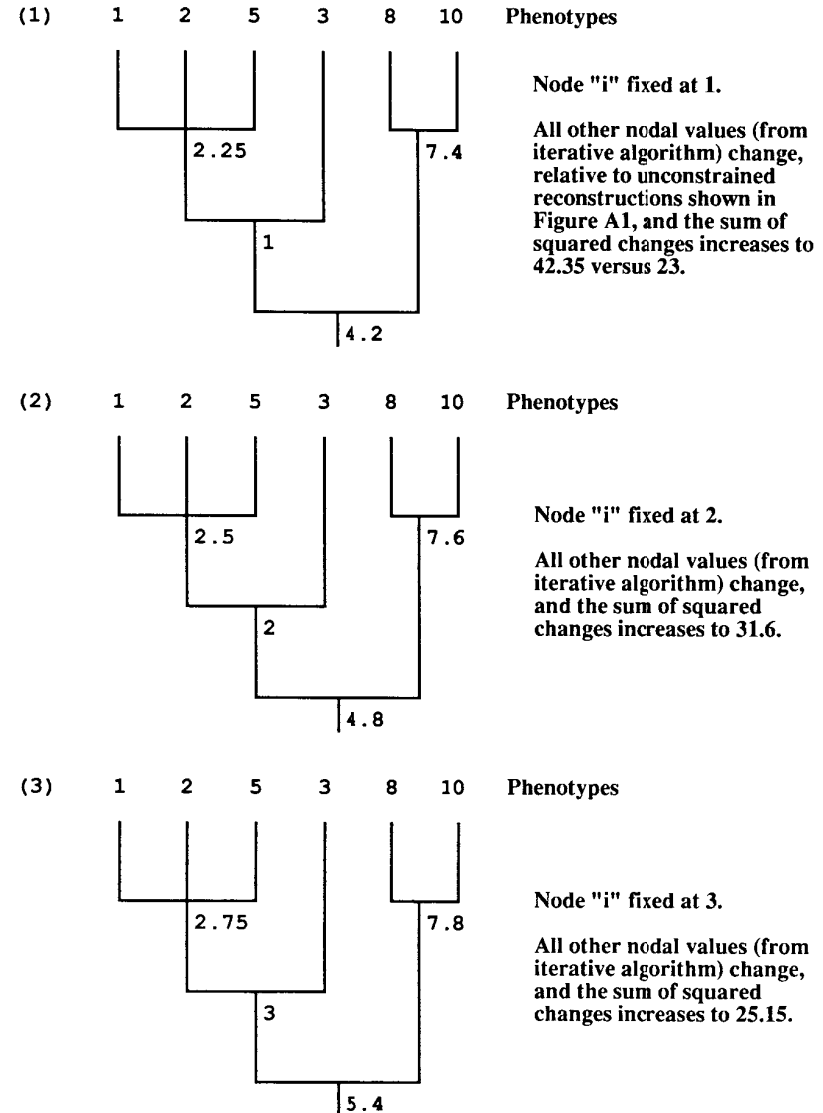 (1) 1 2 5 3 8 10 Phenotypes
Node "i" fixed at 1.
All other nodal values (from
iterative algorithm) change,
relative to unconstrained
reconstructions shown in
Figure A1, and the sum of
squared changes increases to
42.35 versus 23.
2.25
7.4
1
4.2
(2) 1 2 5 3 8 10 Phenotypes
Node "i" fixed at 2.
All other nodal values (from
iterative algorithm) change,
and the sum of squared
changes increases to 31.6.
2.5
7.6
2
4.8
(3) 1 2 5 3 8 10 Phenotypes
Node "i" fixed at 3.
All other nodal values (from
iterative algorithm) change,
and the sum of squared
changes increases to 25.15.
2.75
7.8
3
5.4